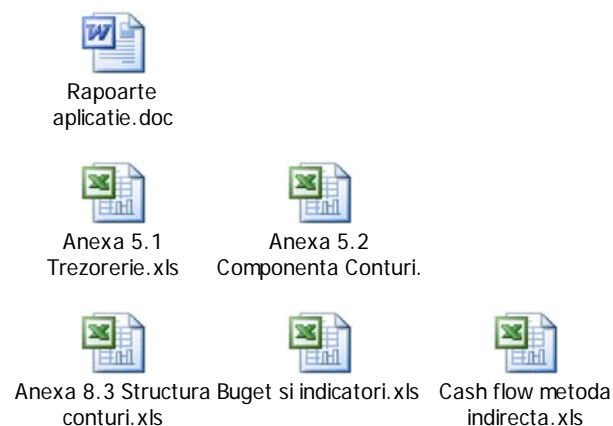 Rapoarte
aplicatie.doc
Anexa 5.1
Trezorerie.xls
Anexa 5.2
Componenta Conturi.
Anexa 8.3 Structura
conturi.xls
Buget si indicatori.xls
Cash flow metoda
indirecta.xls